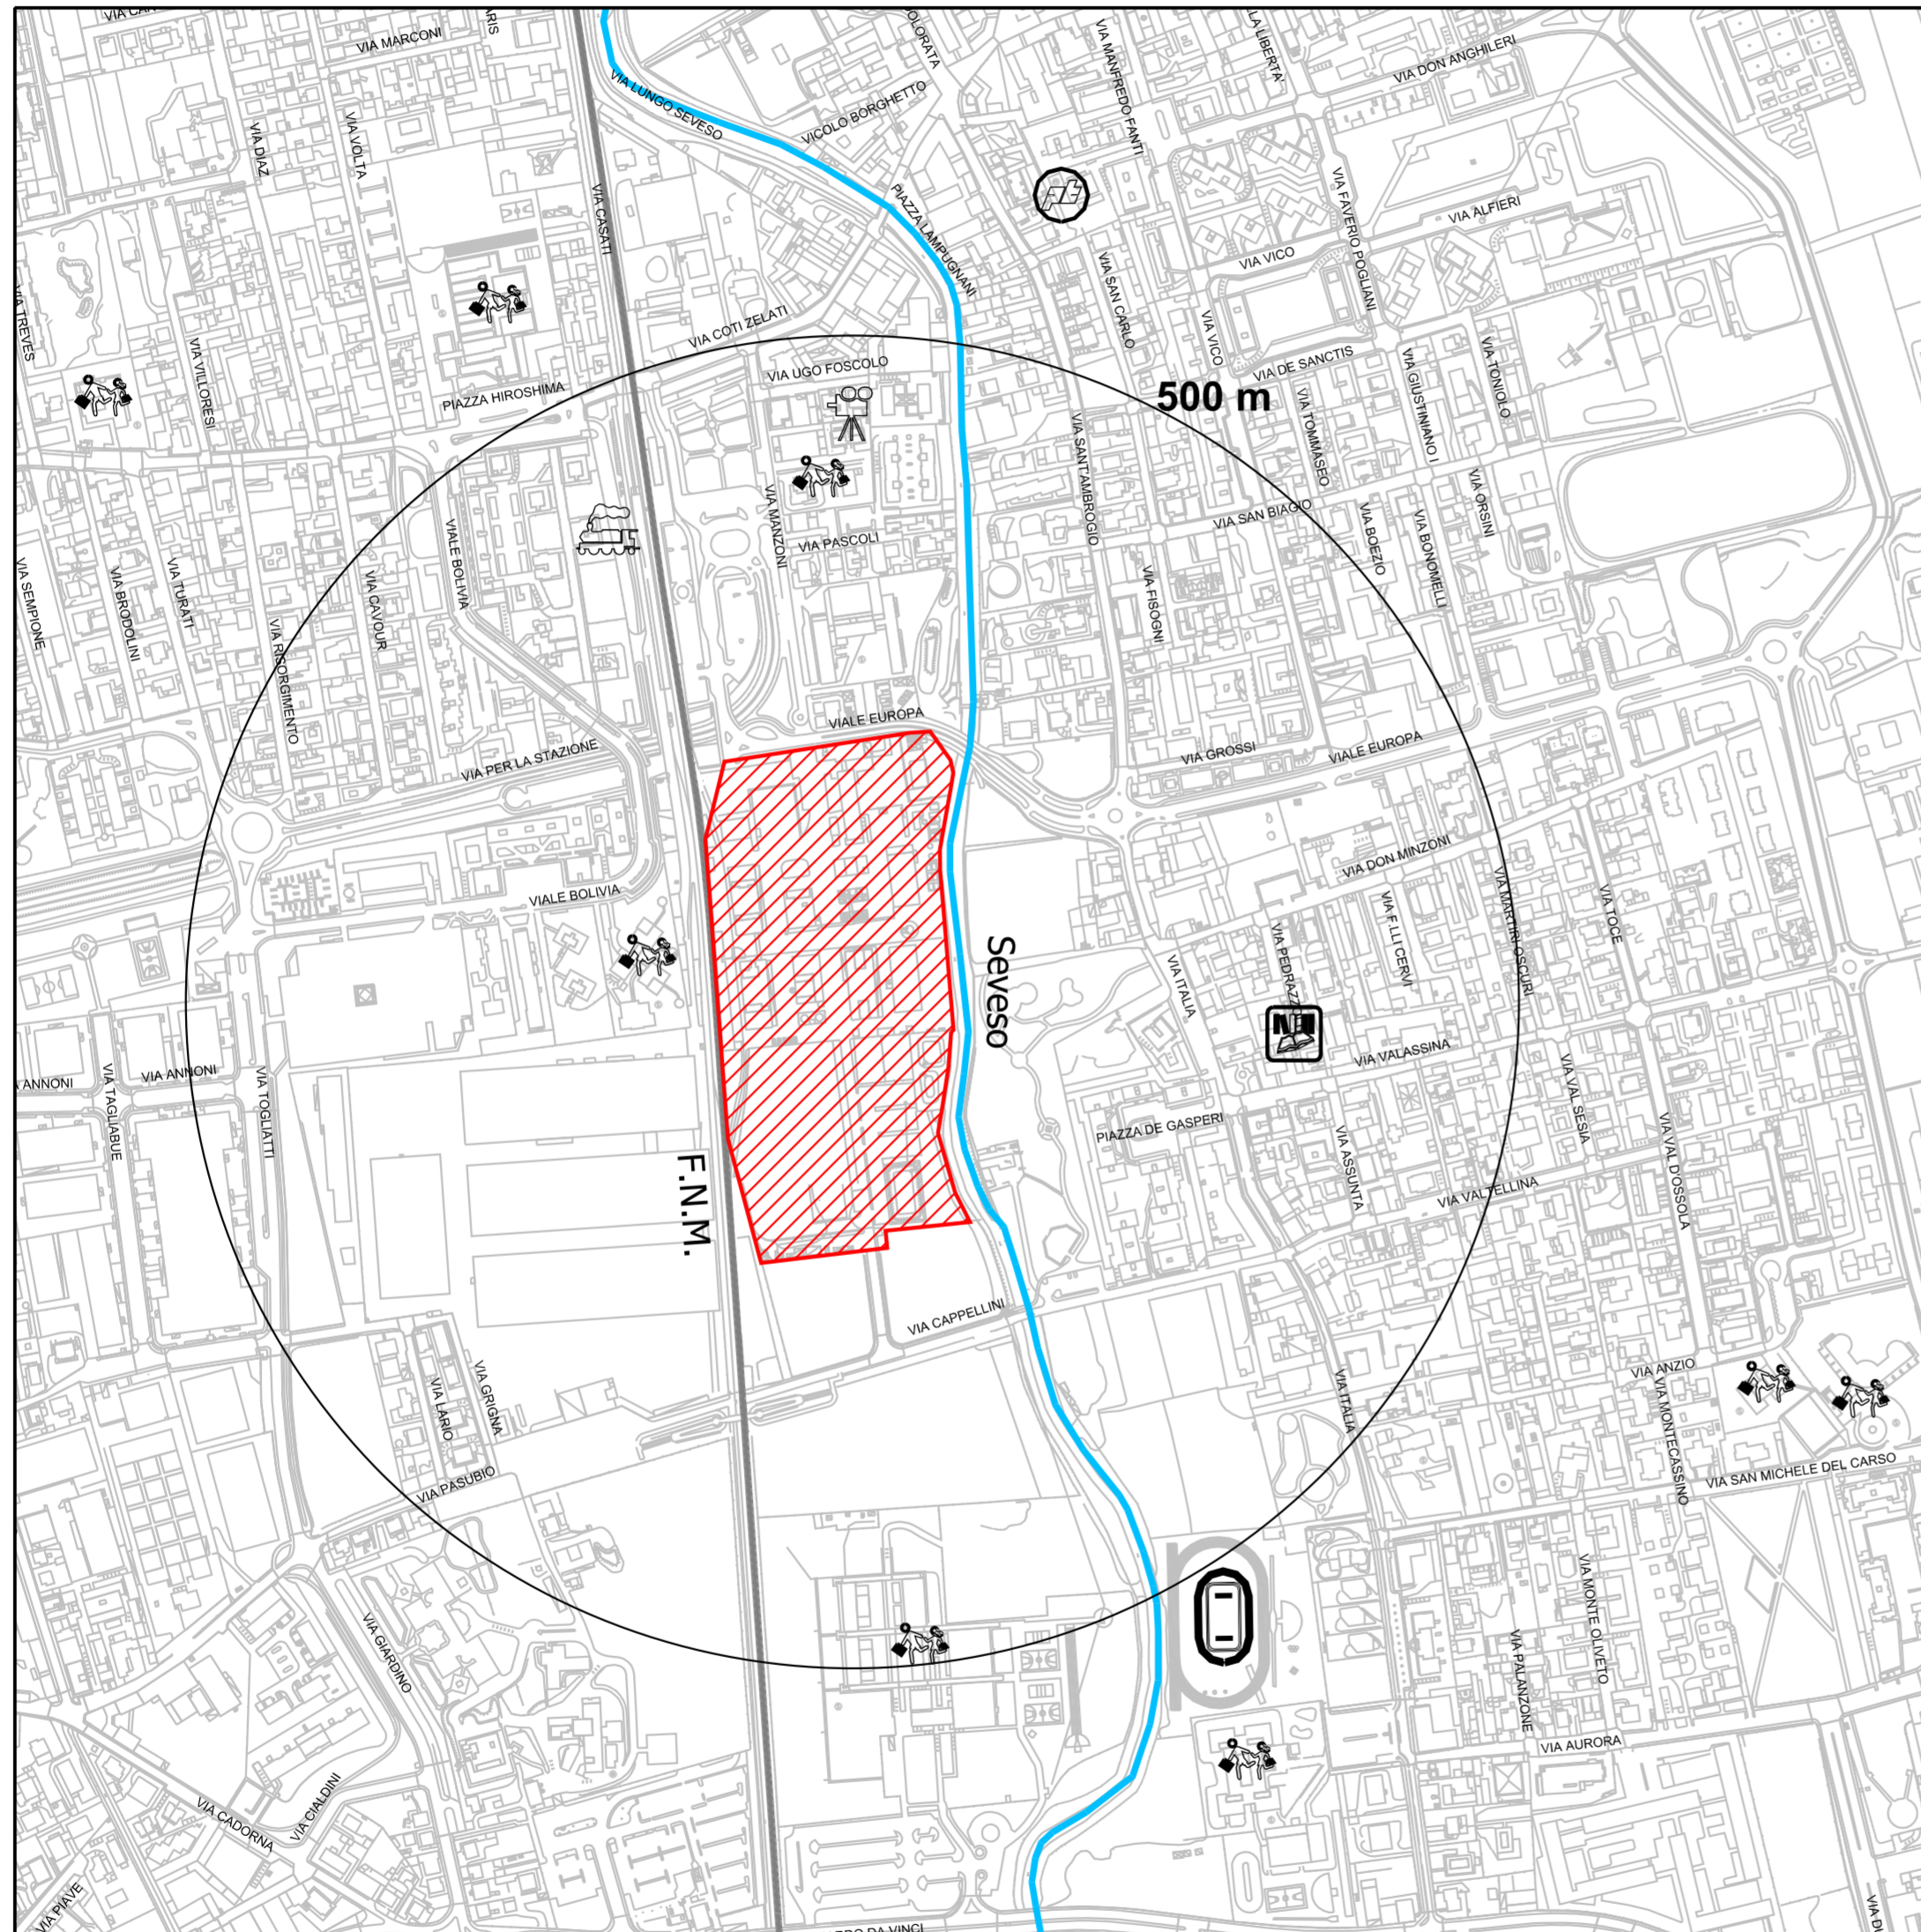 VIA MARCONI
VIA LUNGO SEVESO
VICOLO BORGHETTO
VIA MANFREDO FANTI
VIA DON ANGHILERI
VIA DIAZ
VIA VOLTA
VIA CASATI
PIAZZA LAMPUGNANI
pt
VIA FAVERIO POGLIANI
VIA ALFIERI
VIA VICO
VIA SAN CARLO
VIA TREVES
VIA VILLORESI
VIA COTI ZELATI
VIA VICO
VIA UGO FOSCOLO
VIA DE SANCTIS
VIA GIUSTINIANO I
VIA TONIOLO
PIAZZA HIROSHIMA
500 m
VIA TOMMASEO
VIA SANT'AMBROGIO
VIA MANZONI
VIA SAN BIAGIO
VIA ORSINI
VIA BOEZIO
VIA BONOMELLI
VIA PASCOLI
VIALE BOLIVIA
VIA SEMPIONE
VIA BRODOLINI
VIA TURATI
VIA CAVOUR
VIA FISOGNI
VIA RISORGIMENTO
VIALE EUROPA
VIA PER LA STAZIONE
VIA GROSSI
VIALE EUROPA
VIA DON MINZONI
VIALE BOLIVIA
VIA MARTIRI OSCURI
VIA TOCE
VIA F.LLI CERVI
Seveso
VIA ITALIA
VIA VALASSINA
VIA ANNONI
VIA TAGLIABUE
VIA TOGLIATTI
VIA VAL SESIA
PIAZZA DE GASPERI
VIA ASSUNTA
VIA VAL D'OSSOLA
F.N.M.
VIA VALTELLINA
VIA CAPPELLINI
VIA GRIGNA
VIA LARIO
VIA ITALIA
VIA ANZIO
VIA MONTECASSINO
VIA SAN MICHELE DEL CARSO
VIA PASUBIO
VIA GIARDINO
VIA MONTE OLIVETO
VIA PALANZONE
VIA AURORA
VIA CADORNA
VIA CIALDINI
VIA PIAVE
DA VINCI